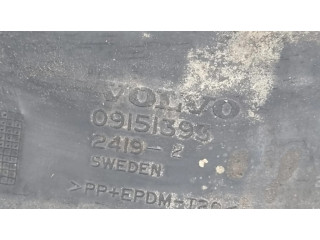 VOLVO
09151393
2419-2
SWEDEN
>PP+EPDM-T20<